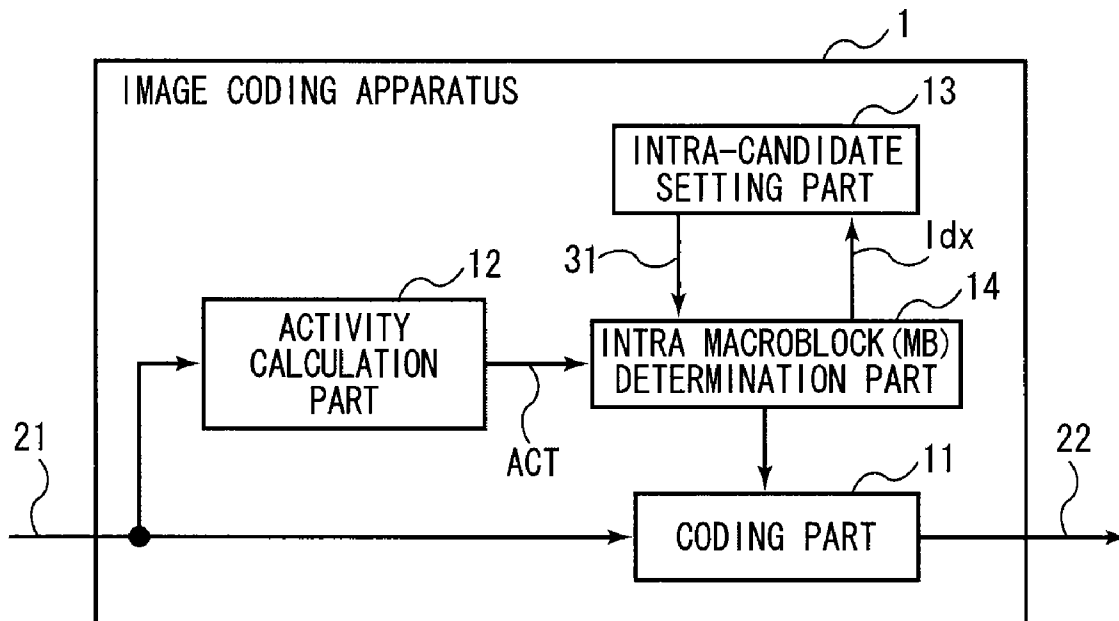 1
IMAGE CODING APPARATUS
13
INTRA-CANDIDATE
SETTING PART
31
Idx
12
14
ACTIVITY
CALCULATION
PART
INTRA MACROBLOCK(MB)
DETERMINATION PART
ACT
21
11
22
CODING PART